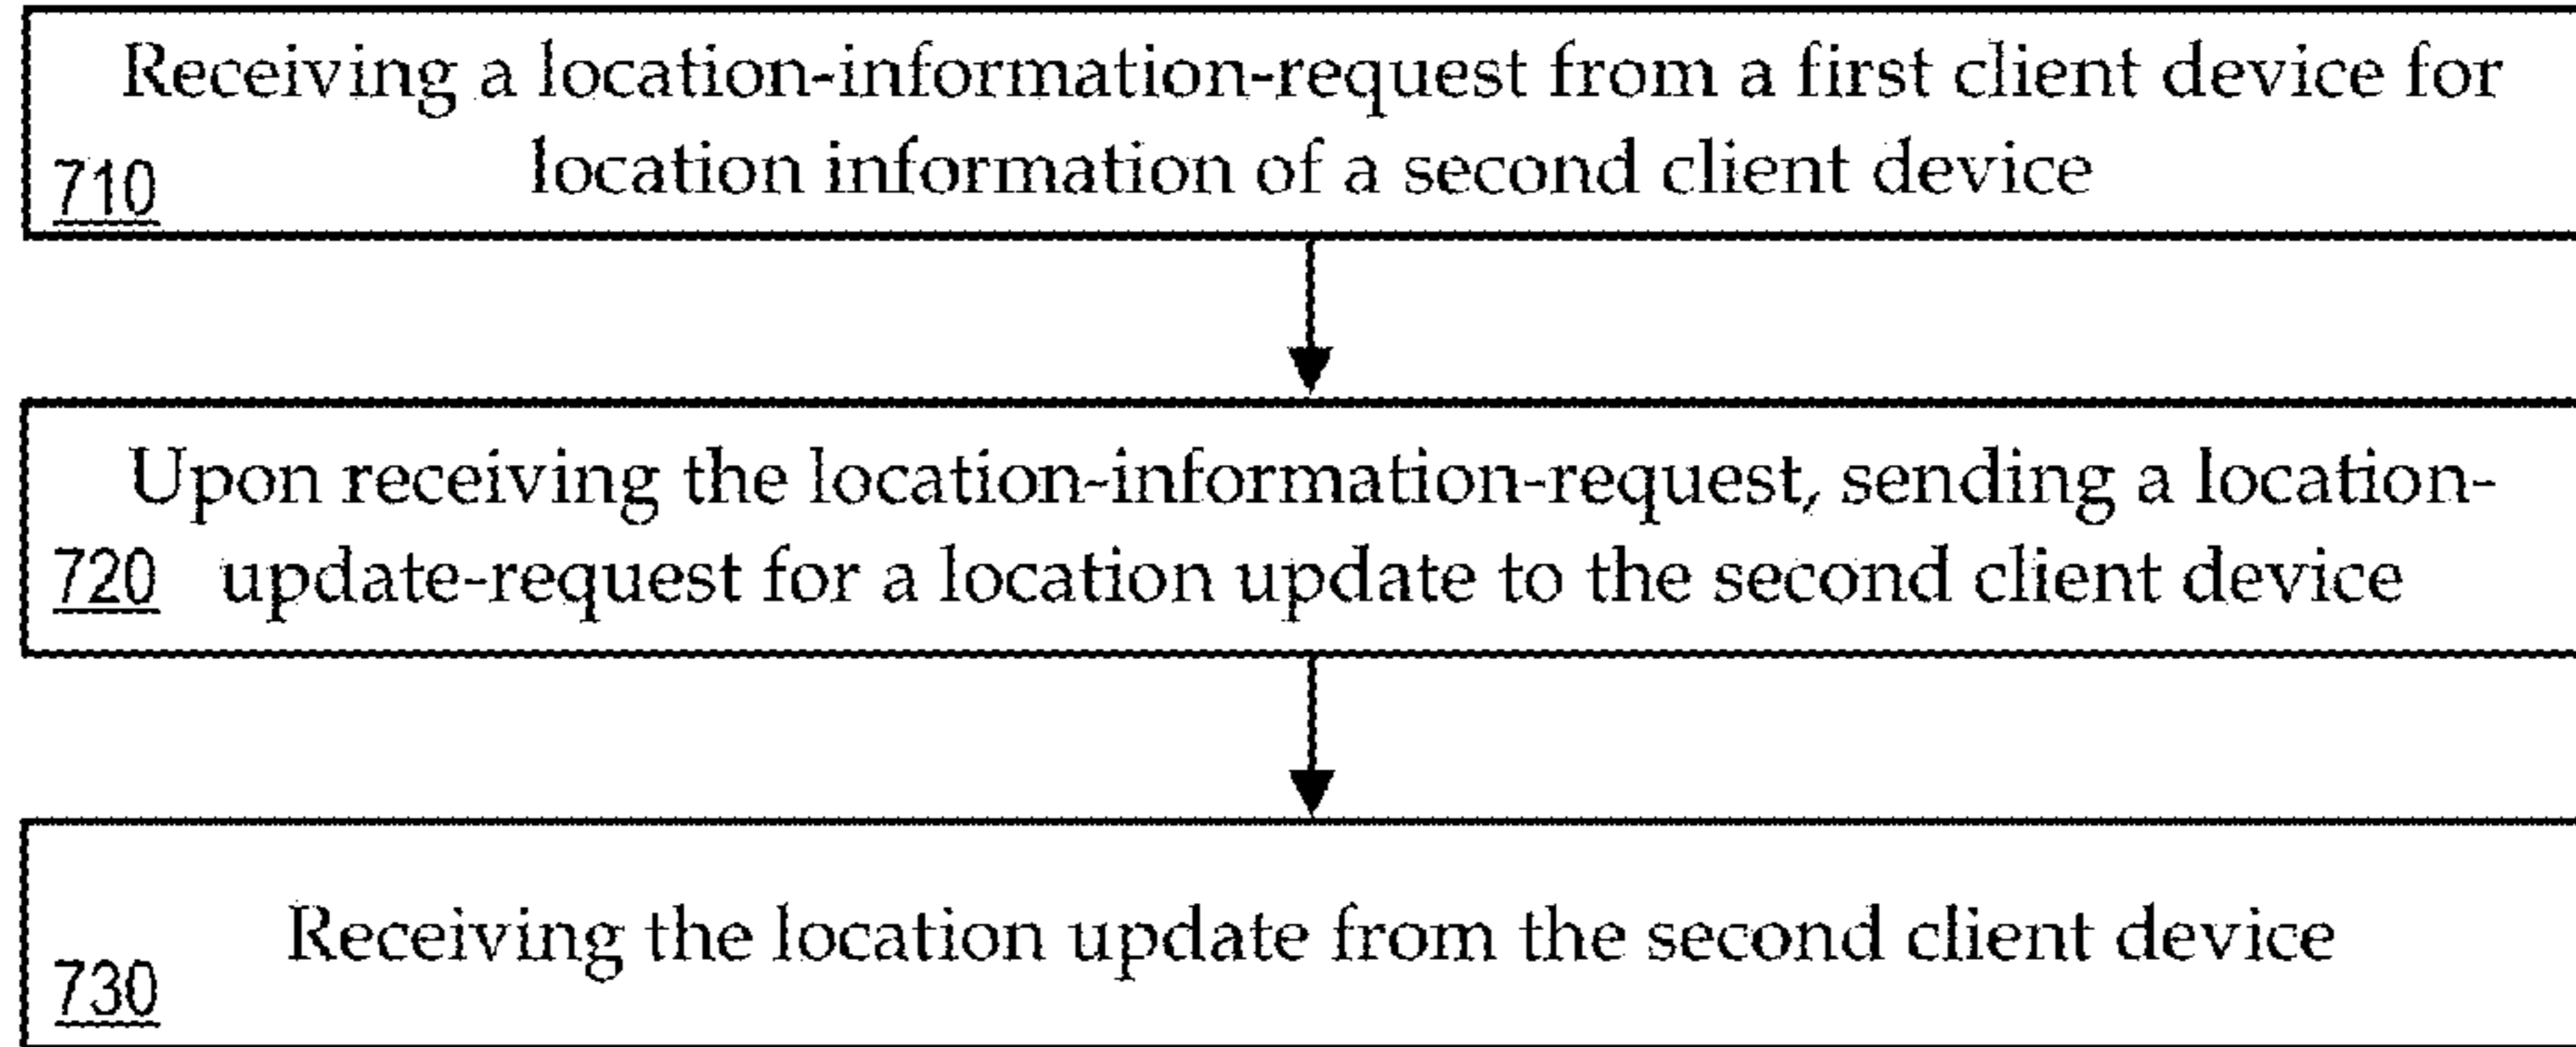 Receiving a location-information-request from a first client device for
710 location information of a second client device
Upon receiving the location-information-request, sending a location-
720 update-request for a location update to the second client device
Receiving the location update from the second client device
730